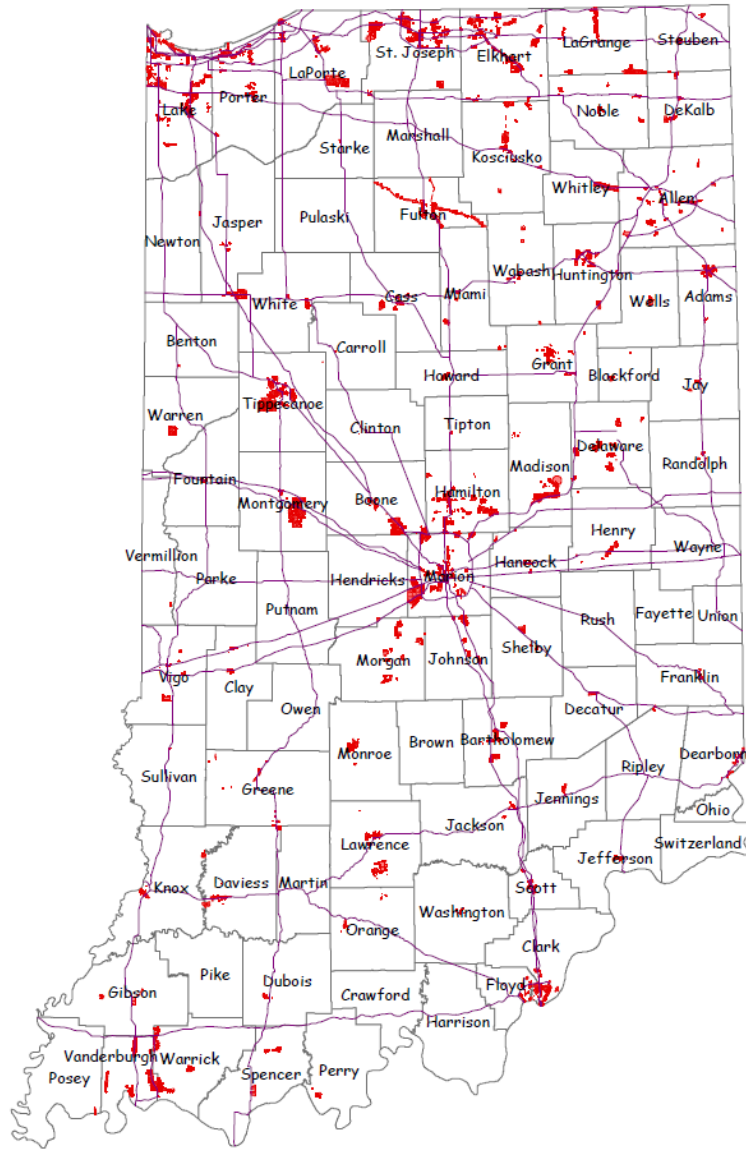 LaGrange
Steuben
St. Joseph
Elkhart
LaPorte
Porter
Lake
Noble
DeKalb
Marshall
Starke
Kosciusko
Whitley
Allen
Pulaski
Fulton
Jasper
Newton
Wabash
Huntington
Miami
Cass
White
Wells
Adams
Benton
Carroll
Grant
Howard
Blackford
Jay
Tippecanoe
Warren
Clinton
Tipton
Delaware
Madison
Randolph
Fountain
Hamilton
Boone
Montgomery
Henry
Wayne
Vermillion
Hancock
Marion
Hendricks
Parke
Putnam
Rush
Fayette
Union
Shelby
Morgan
Johnson
Franklin
Vigo
Clay
Owen
Decatur
Brown
Bartholomew
Monroe
Dearborn
Ripley
Sullivan
Greene
Jennings
Ohio
Jackson
Lawrence
Switzerland
Jefferson
Knox
Daviess
Martin
Scott
Washington
Orange
Clark
Pike
Dubois
Floyd
Gibson
Crawford
Harrison
Vanderburgh
Warrick
Posey
Spencer
Perry